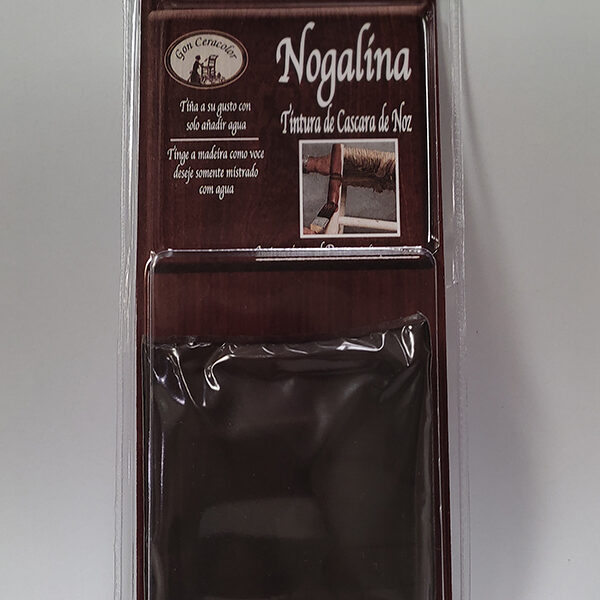 Gon Ceracolor
Nogalina
Tintura de Cascara de Noz
Tiña a su gusto con
solo añadir agua
Tinge a madeira como voce
deseje somente mistrado
com agua